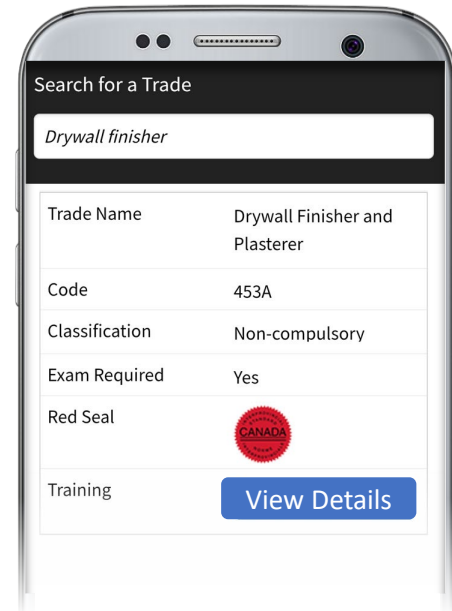 Search for a Trade
Drywall finisher
Trade Name
Drywall Finisher and
Plasterer
Code
453A
Classification
Non-compulsory
Exam Required
Yes
Red Seal
CANADA
Training
View Details